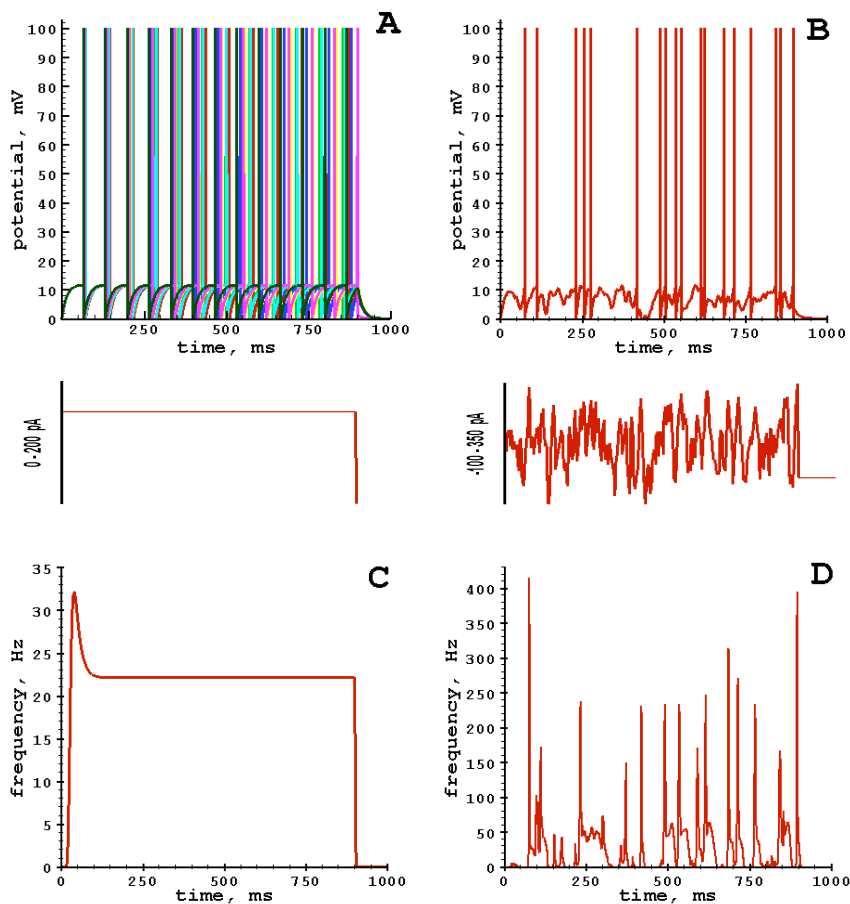 A
potential, mV
100
90
80
70
60
50
40
30
20
10
0
250 500 750 1000
time, ms
B
potential, mV
100
90
80
70
60
50
40
30
20
10
0
0 250 500 750 1000
time, ms
0-200 pA
-100-350 pA
C
frequency, Hz
35
30
25
20
15
10
5
0
0 250 500 750 1000
time, ms
D
frequency, Hz
400
350
300
250
200
150
100
50
0
0 250 500 750 1000
time, ms